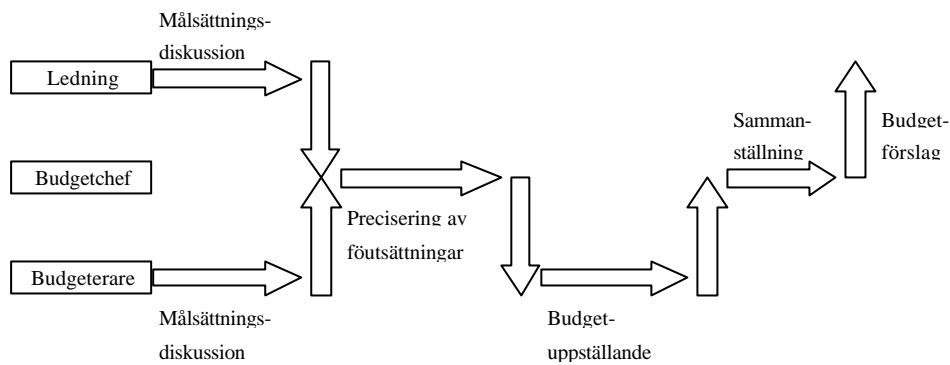 Målsättnings-
diskussion
Ledning
Budgetchef
Budgeterare
Målsättnings-
diskussion
Precisering av
föutsättningar
Budget-
uppställande
Samman-
ställning
Budget-
förslag